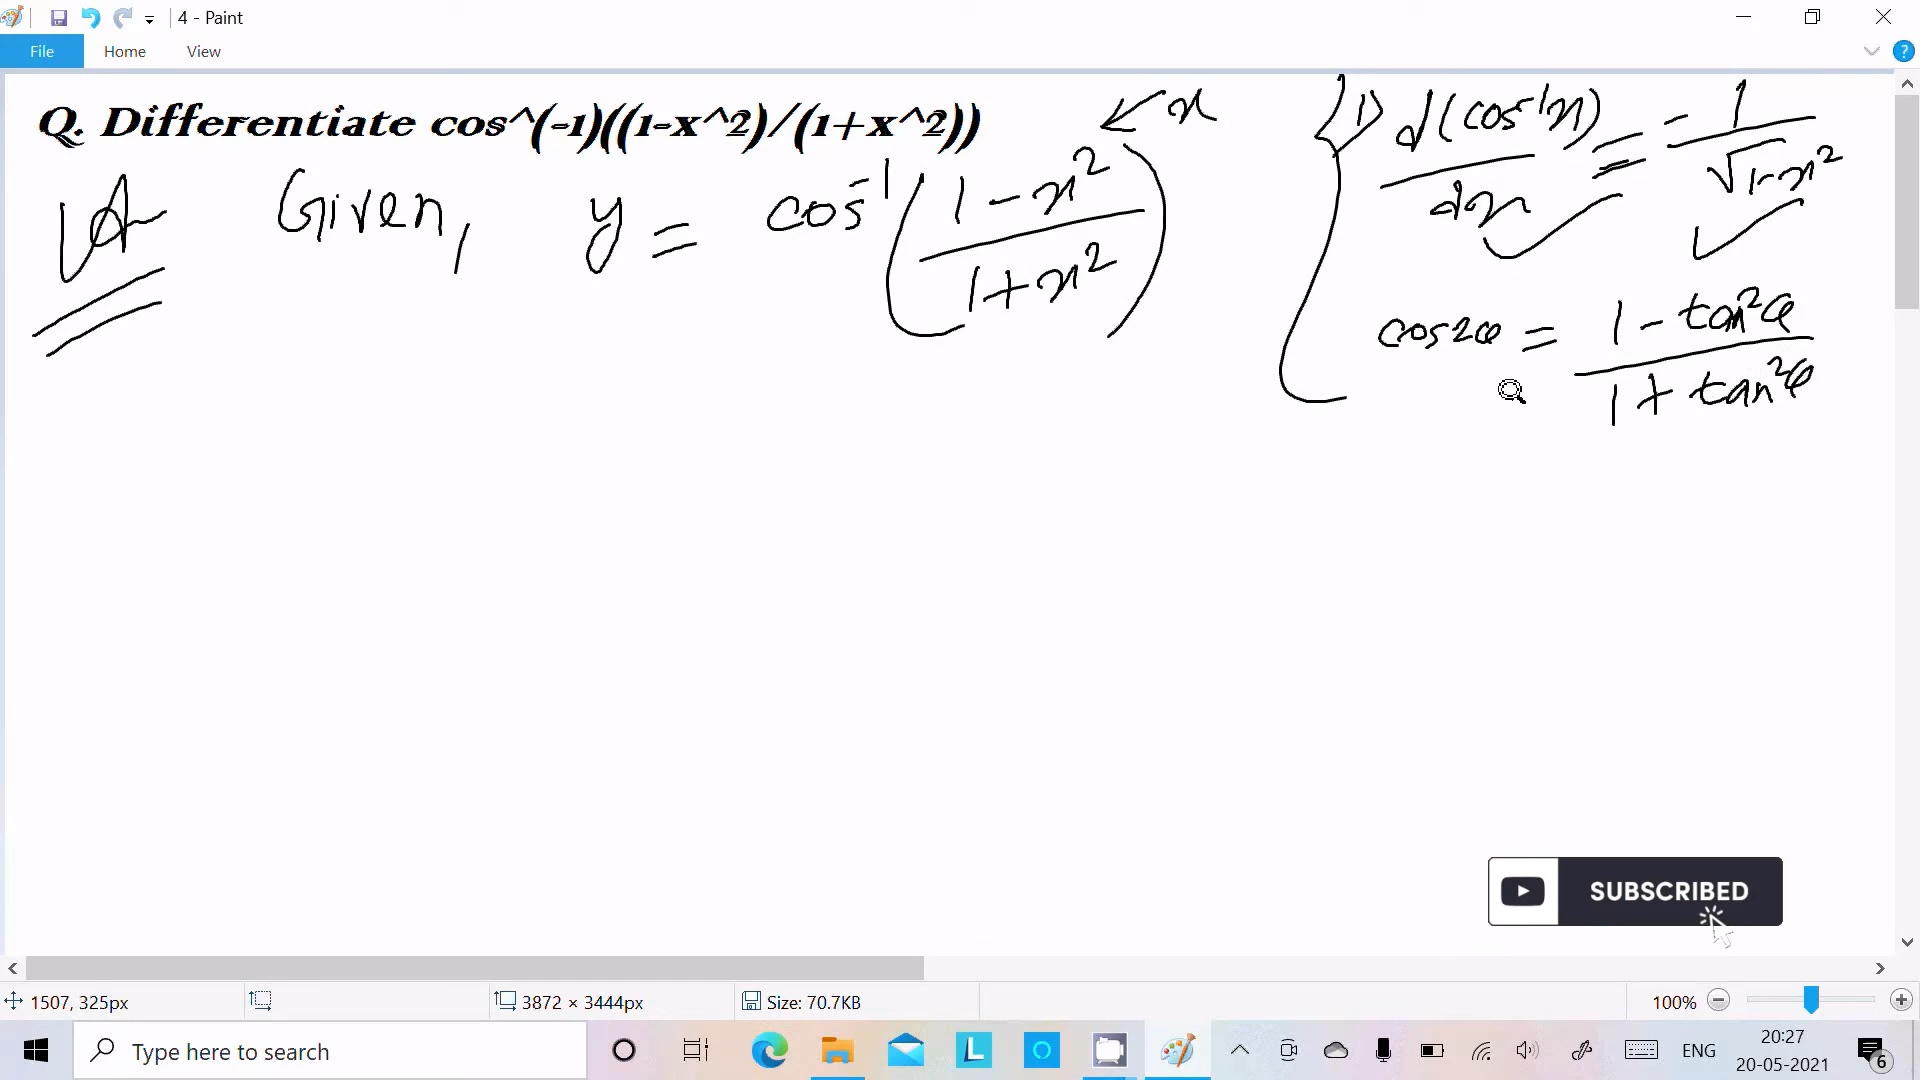 4 - Paint
File Home View
Q. Differentiate cos^(-1)((1-x^2)/(1+x^2))
Given, y = cos⁻¹((1-x²)/(1+x²)) ← x
1) d(cos⁻¹x)/dx = -1/√1-x²
cos2θ = (1 - tan²θ)/(1 + tan²θ)
SUBSCRIBED
1507, 325px 3872 × 3444px Size: 70.7KB 100%
Type here to search
L
ENG
20:27
20-05-2021
6